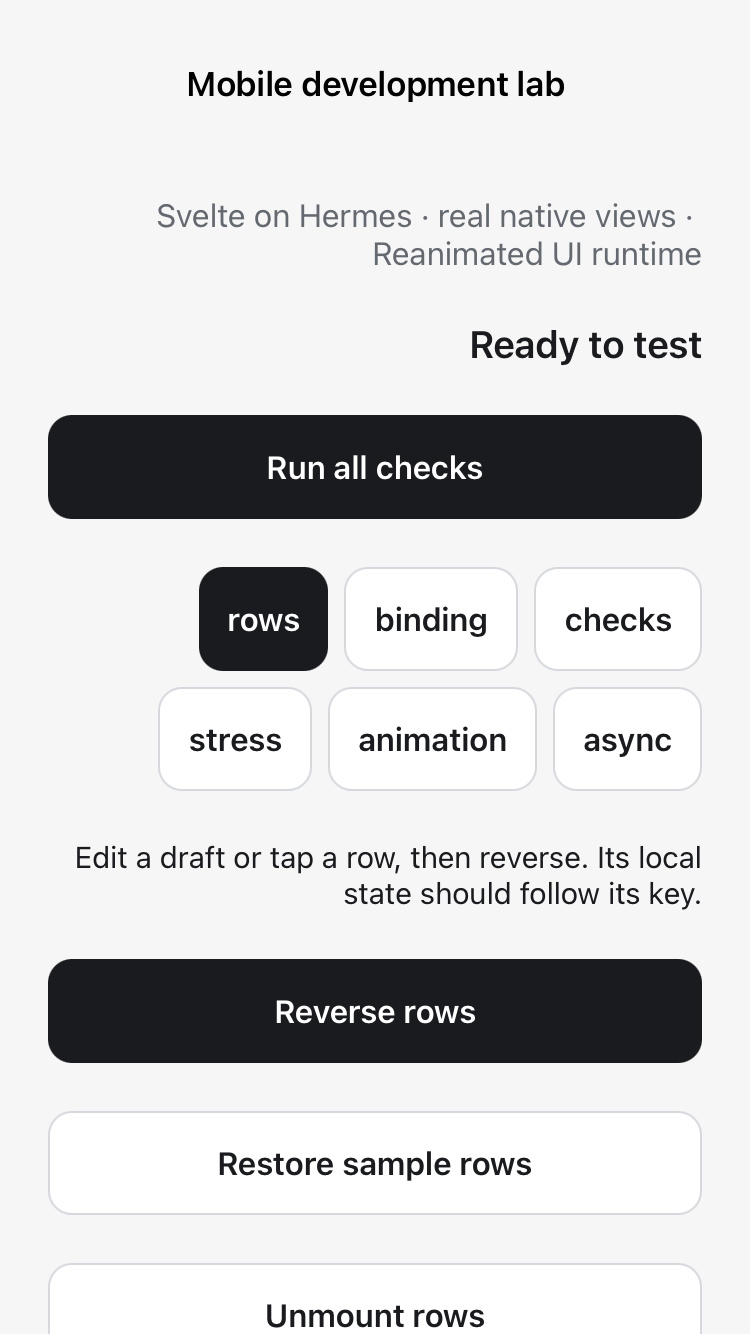 Mobile development lab
Svelte on Hermes · real native views ·
Reanimated UI runtime
Ready to test
Run all checks
rows binding checks
stress animation async
Edit a draft or tap a row, then reverse. Its local
state should follow its key.
Reverse rows
Restore sample rows
Unmount rows